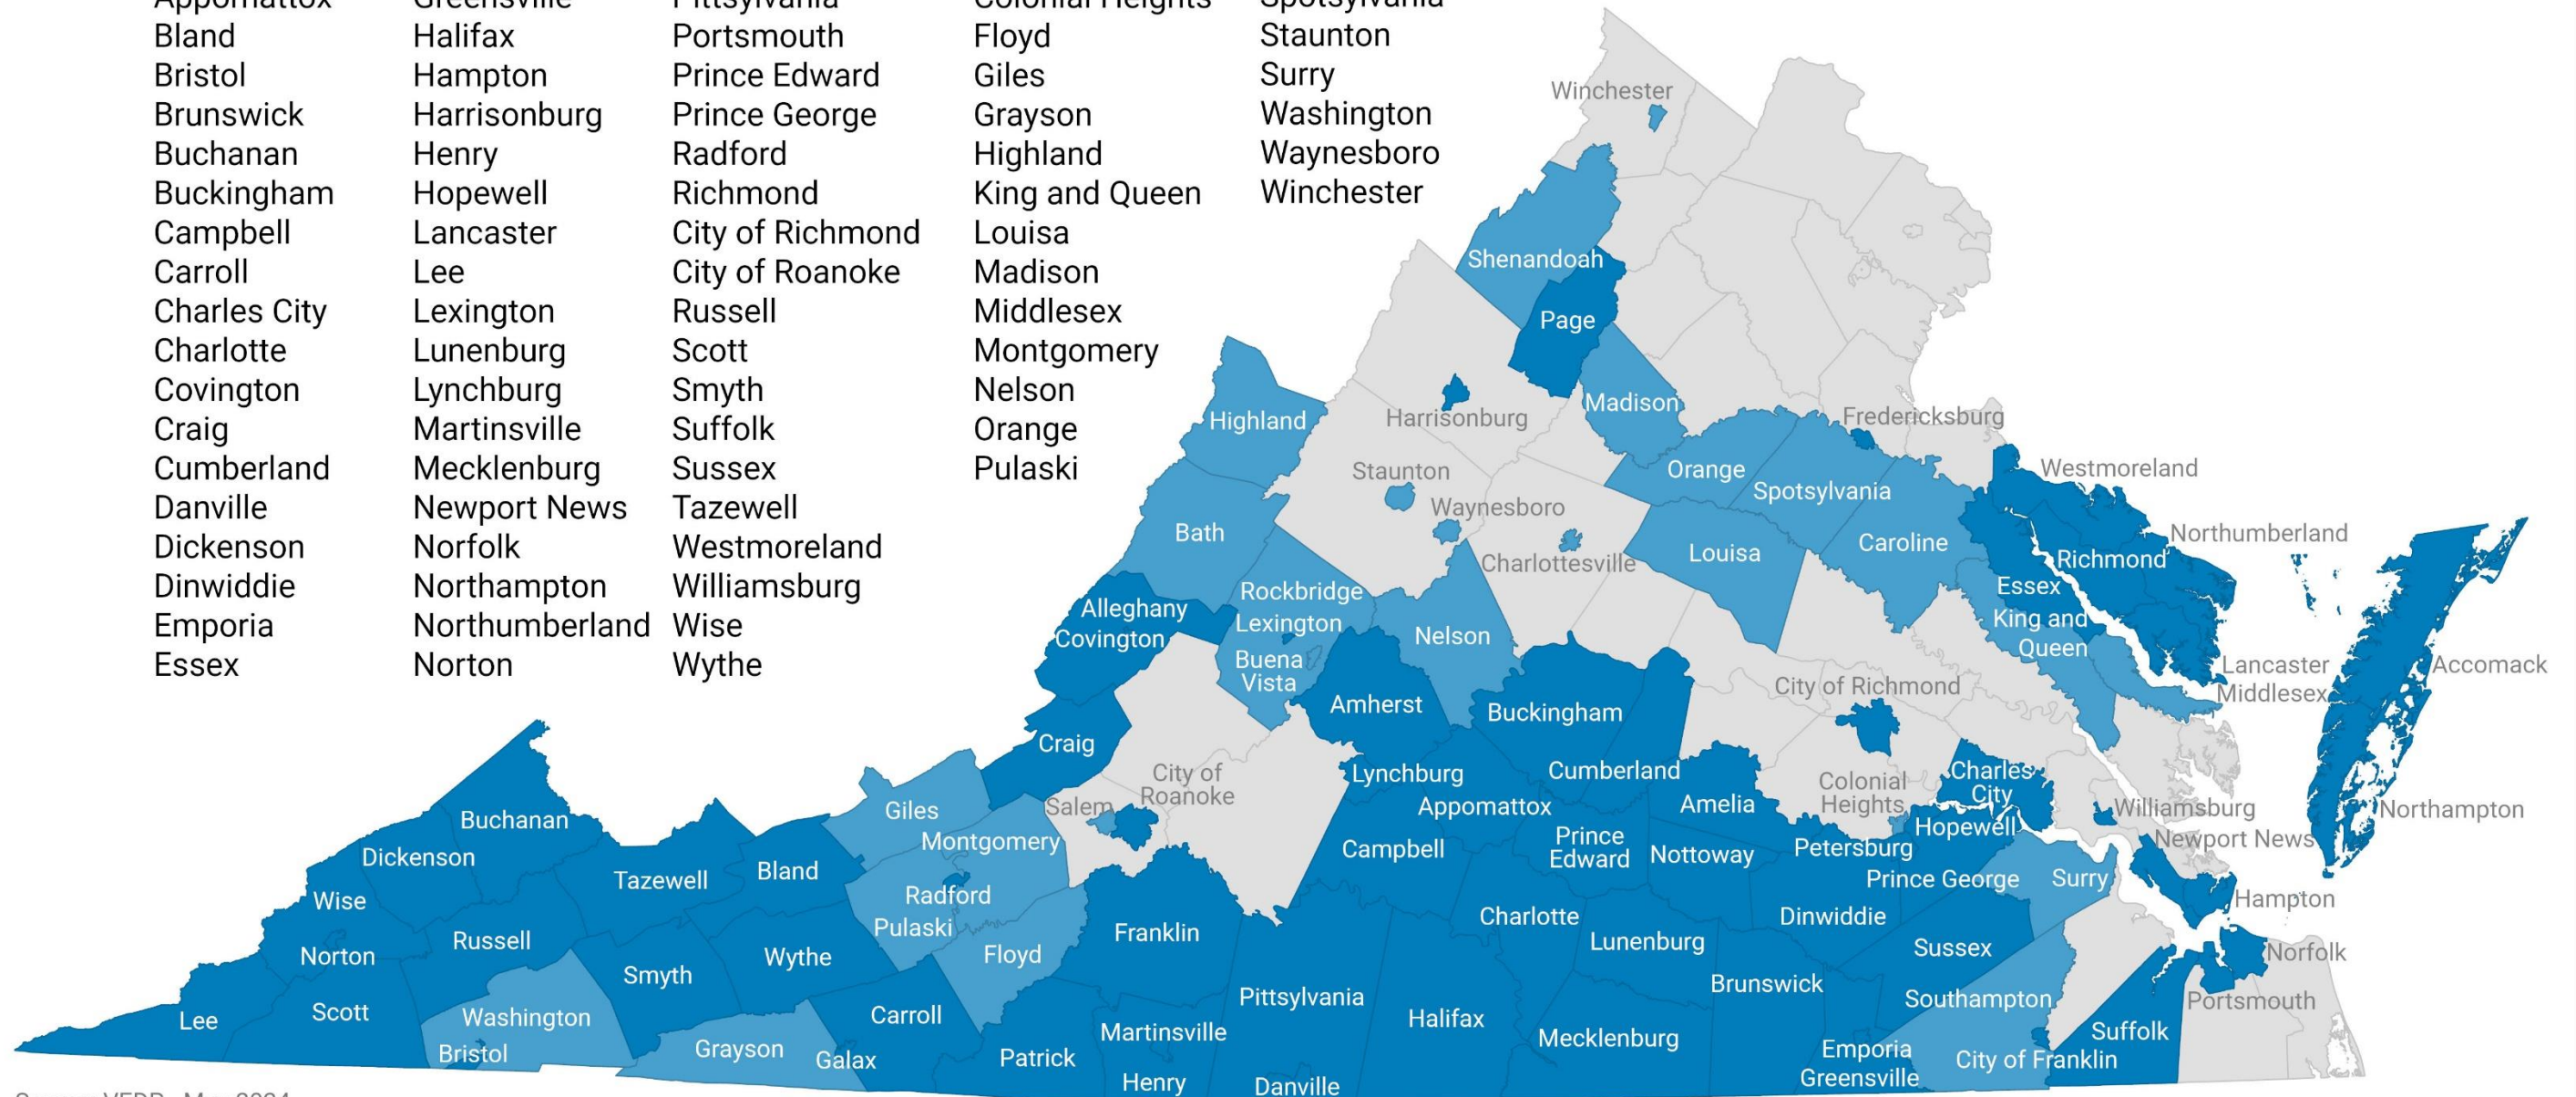 Appomattox
Bland
Bristol
Brunswick
Buchanan
Buckingham
Campbell
Carroll
Charles City
Charlotte
Covington
Craig
Cumberland
Danville
Dickenson
Dinwiddie
Emporia
Essex
Greensville
Halifax
Hampton
Harrisonburg
Henry
Hopewell
Lancaster
Lee
Lexington
Lunenburg
Lynchburg
Martinsville
Mecklenburg
Newport News
Norfolk
Northampton
Northumberland
Norton
Pittsylvania
Portsmouth
Prince Edward
Prince George
Radford
Richmond
City of Richmond
City of Roanoke
Russell
Scott
Smyth
Suffolk
Sussex
Tazewell
Westmoreland
Williamsburg
Wise
Wythe
Colonial Heights
Floyd
Giles
Grayson
Highland
King and Queen
Louisa
Madison
Middlesex
Montgomery
Nelson
Orange
Pulaski
Spotsylvania
Staunton
Surry
Washington
Waynesboro
Winchester
Winchester
Shenandoah
Page
Madison
Highland
Harrisonburg
Fredericksburg
Staunton
Orange
Spotsylvania
Westmoreland
Waynesboro
Bath
Charlottesville
Louisa
Caroline
Northumberland
Richmond
Essex
Rockbridge
Lexington
Buena
Vista
Alleghany
Covington
Nelson
King and
Queen
Lancaster
Middlesex
Accomack
Amherst
Buckingham
City of Richmond
Craig
City of
Roanoke
Lynchburg
Cumberland
Colonial
Heights
Charles
City
Salem
Appomattox
Amelia
Williamsburg
Northampton
Giles
Montgomery
Buchanan
Hopewell
Newport News
Campbell
Prince
Edward
Nottoway
Petersburg
Dickenson
Tazewell
Bland
Radford
Prince George
Surry
Hampton
Wise
Pulaski
Franklin
Charlotte
Dinwiddie
Russell
Norton
Wythe
Floyd
Lunenburg
Sussex
Norfolk
Smyth
Pittsylvania
Brunswick
Southampton
Portsmouth
Lee
Scott
Washington
Carroll
Halifax
Martinsville
Mecklenburg
Suffolk
Bristol
Grayson
Galax
Patrick
Emporia
City of Franklin
Henry
Danville
Greensville